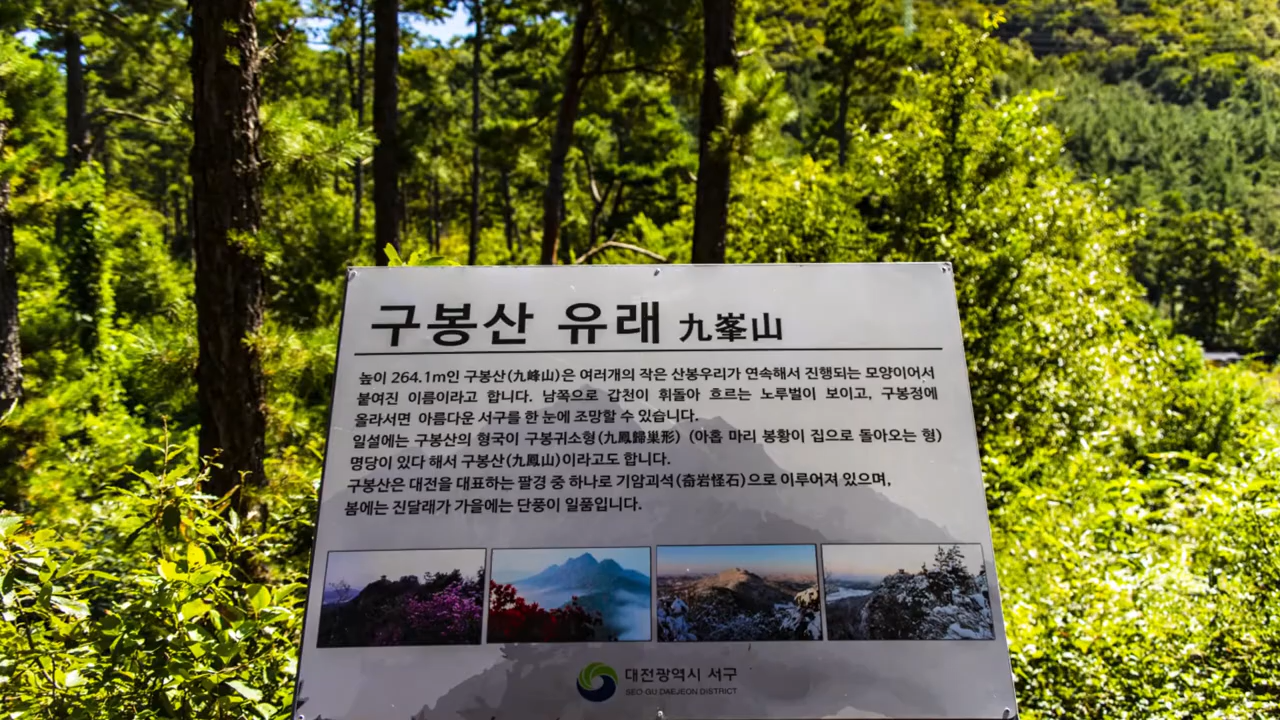 구봉산 유래 九峯山
높이 264.1m인 구봉산(九峰山)은 여러개의 작은 산봉우리가 연속해서 진행되는 모양이어서
붙여진 이름이라고 합니다. 남쪽으로 갑천이 휘돌아 흐르는 노루벌이 보이고, 구봉정에
올라서면 아름다운 서구를 한 눈에 조망할 수 있습니다.
일설에는 구봉산의 형국이 구봉귀소형(九鳳歸巢形) (아홉 마리 봉황이 집으로 돌아오는 형)
명당이 있다 해서 구봉산(九鳳山)이라고도 합니다.
구봉산은 대전을 대표하는 팔경 중 하나로 기암괴석(奇岩怪石)으로 이루어져 있으며,
봄에는 진달래가 가을에는 단풍이 일품입니다.
대전광역시 서구
SEO-GU DAEJEON DISTRICT